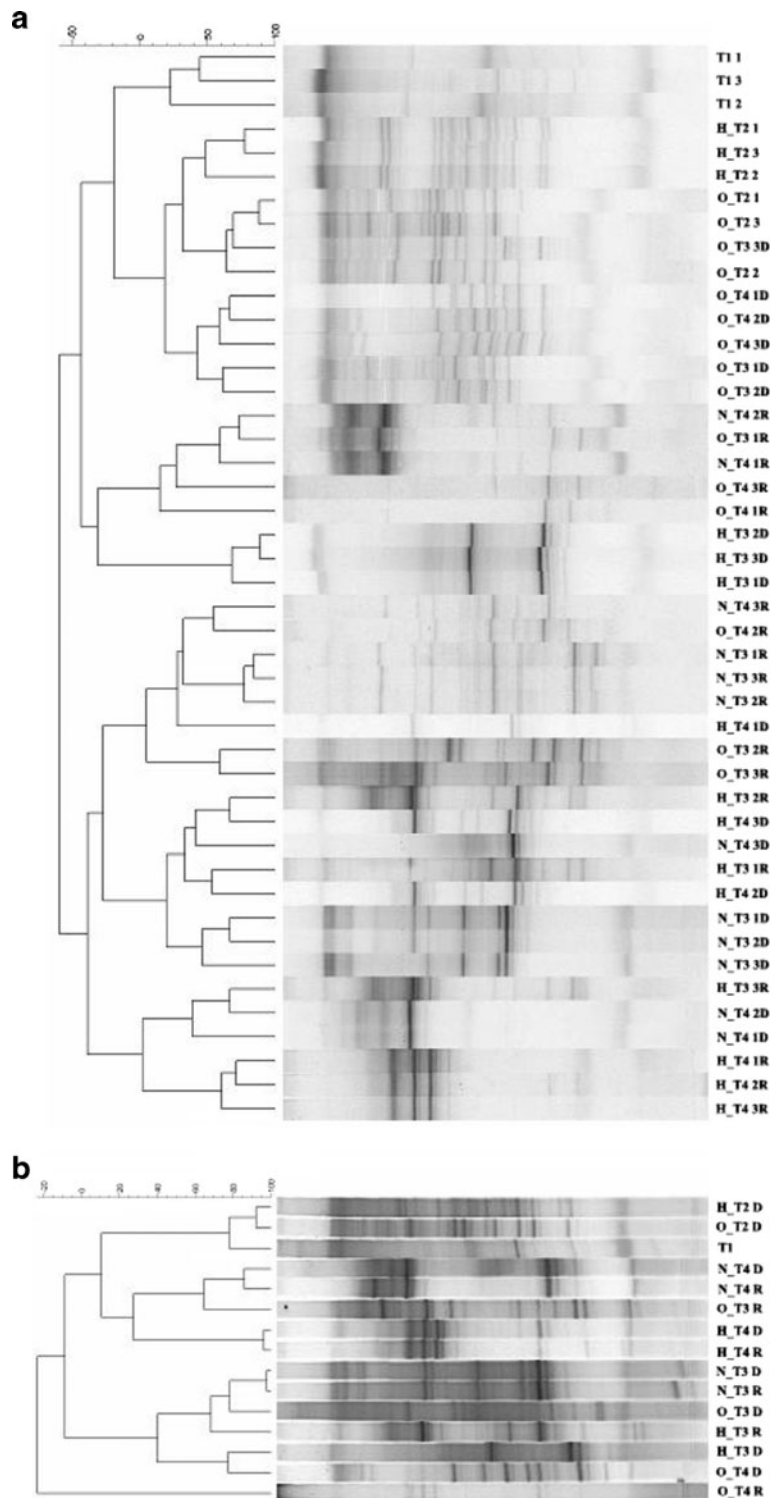 a
-50 0 50 100
T1 1
T1 3
T1 2
H_T2 1
H_T2 3
H_T2 2
O_T2 1
O_T2 3
O_T3 3D
O_T2 2
O_T4 1D
O_T4 2D
O_T4 3D
O_T3 1D
O_T3 2D
N_T4 2R
O_T3 1R
N_T4 1R
O_T4 3R
O_T4 1R
H_T3 2D
H_T3 3D
H_T3 1D
N_T4 3R
O_T4 2R
N_T3 1R
N_T3 3R
N_T3 2R
H_T4 1D
O_T3 2R
O_T3 3R
H_T3 2R
H_T4 3D
N_T4 3D
H_T3 1R
H_T4 2D
N_T3 1D
N_T3 2D
N_T3 3D
H_T3 3R
N_T4 2D
N_T4 1D
H_T4 1R
H_T4 2R
H_T4 3R
b
-20 0 20 40 60 80 100
H_T2 D
O_T2 D
T1
N_T4 D
N_T4 R
O_T3 R
H_T4 D
H_T4 R
N_T3 D
N_T3 R
O_T3 D
H_T3 R
H_T3 D
O_T4 D
O_T4 R